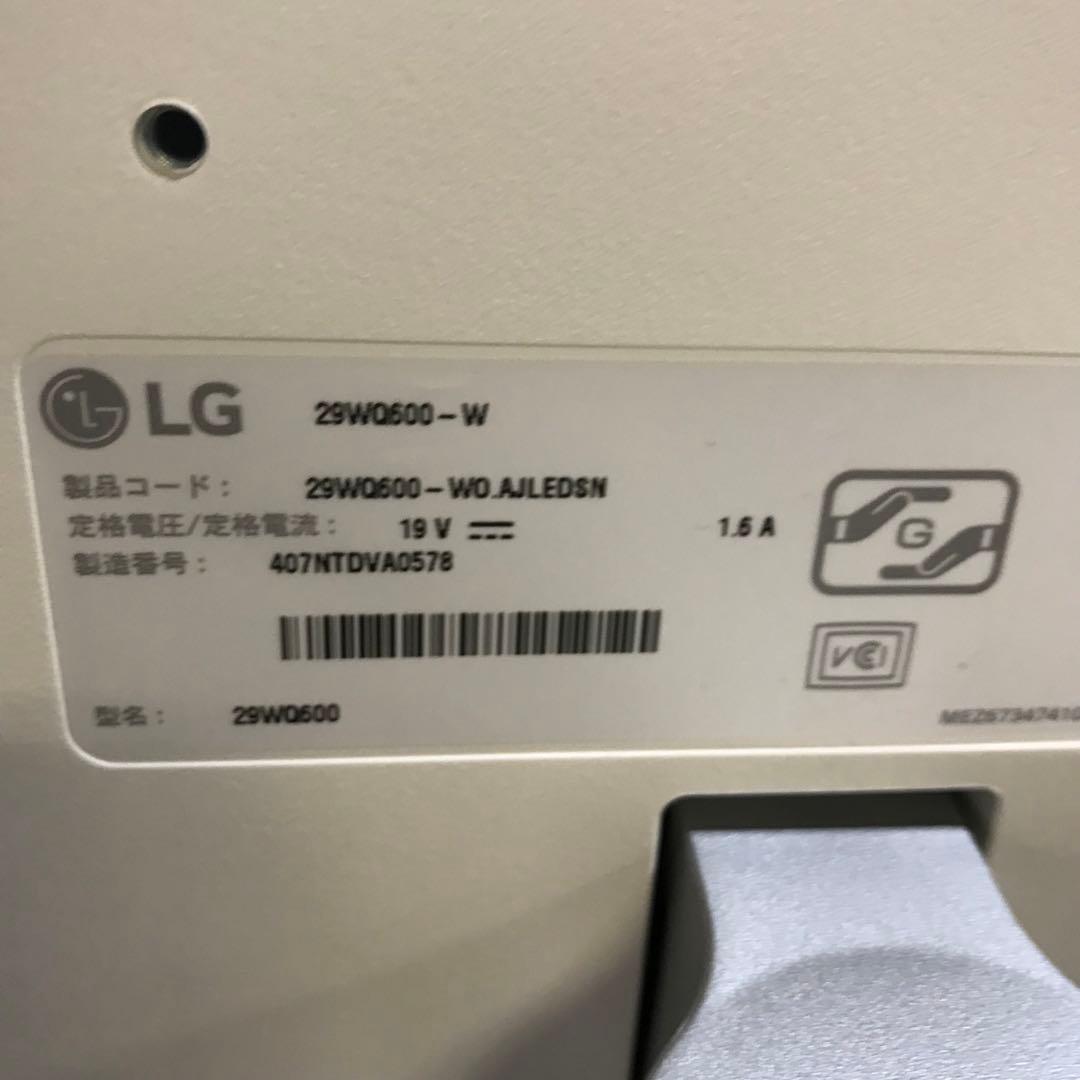 LG 29WQ600-W
製品コード： 29WQ600-W0.AJLEDSN
定格電圧/定格電流： 19 V ⎓ 1.6 A
製造番号： 407NTDVA0578
G
VCCI
型名： 29WQ600